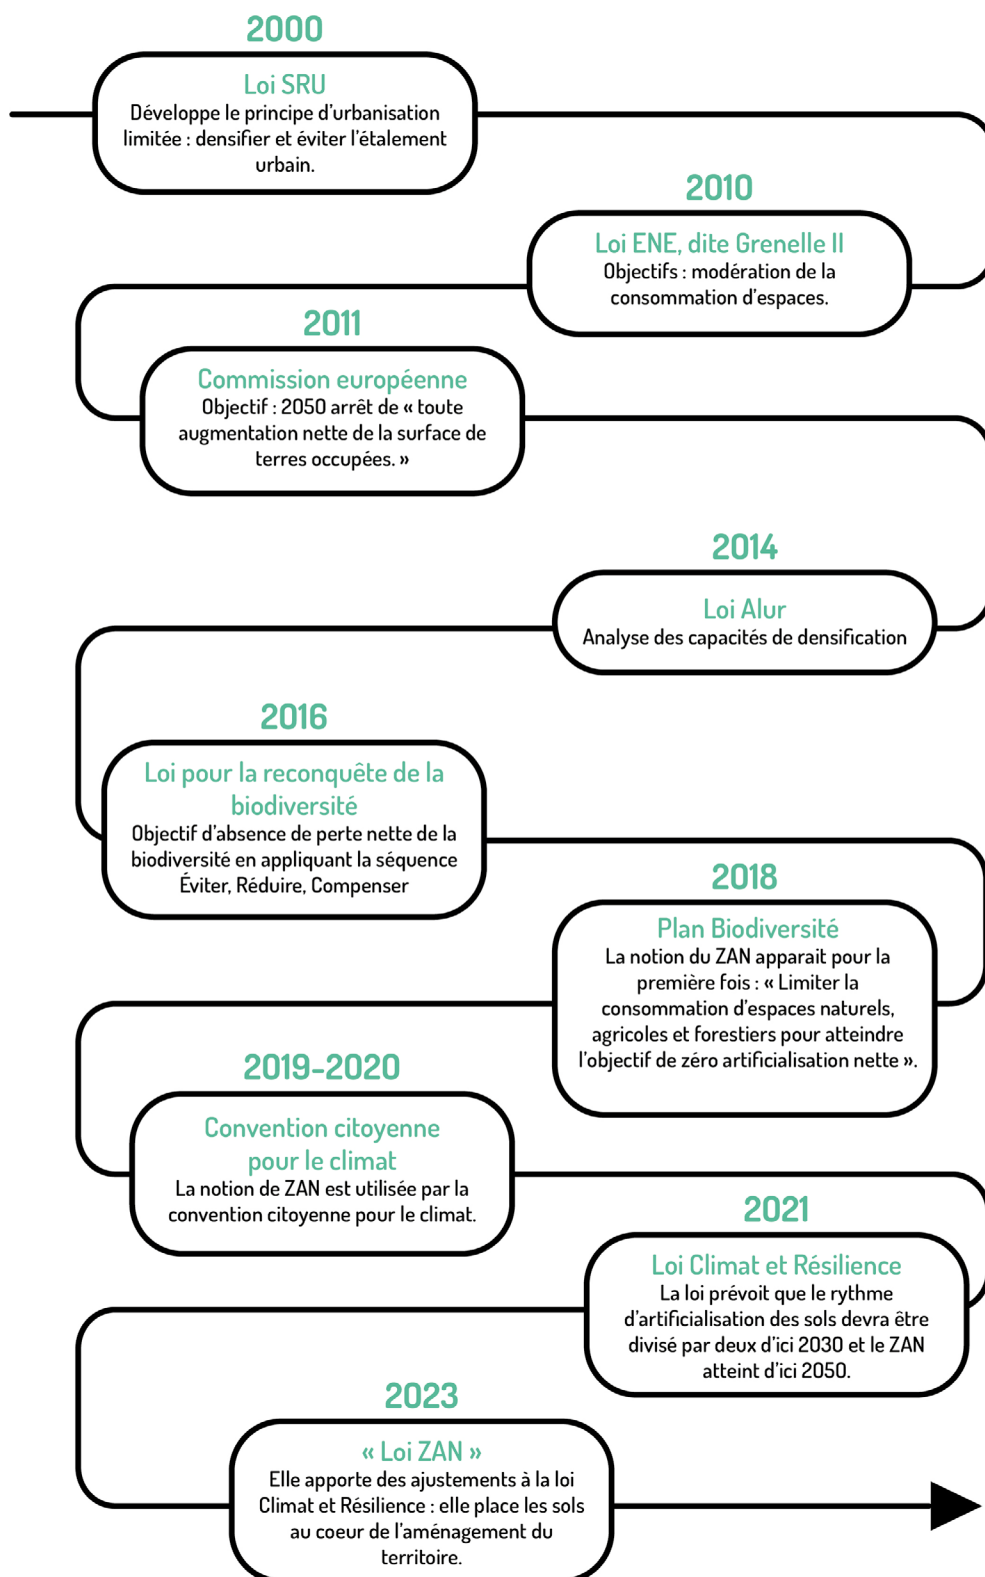 2000
Loi SRU
Développe le principe d'urbanisation
limitée : densifier et éviter l'étalement
urbain.
2010
Loi ENE, dite Grenelle II
Objectifs : modération de la
consommation d'espaces.
2011
Commission européenne
Objectif : 2050 arrêt de « toute
augmentation nette de la surface de
terres occupées. »
2014
Loi Alur
Analyse des capacités de densification
2016
Loi pour la reconquête de la
biodiversité
Objectif d'absence de perte nette de la
biodiversité en appliquant la séquence
Éviter, Réduire, Compenser
2018
Plan Biodiversité
La notion du ZAN apparait pour la
première fois : « Limiter la
consommation d'espaces naturels,
agricoles et forestiers pour atteindre
l'objectif de zéro artificialisation nette ».
2019-2020
Convention citoyenne
pour le climat
La notion de ZAN est utilisée par la
convention citoyenne pour le climat.
2021
Loi Climat et Résilience
La loi prévoit que le rythme
d'artificialisation des sols devra être
divisé par deux d'ici 2030 et le ZAN
atteint d'ici 2050.
2023
« Loi ZAN »
Elle apporte des ajustements à la loi
Climat et Résilience : elle place les sols
au coeur de l'aménagement du
territoire.